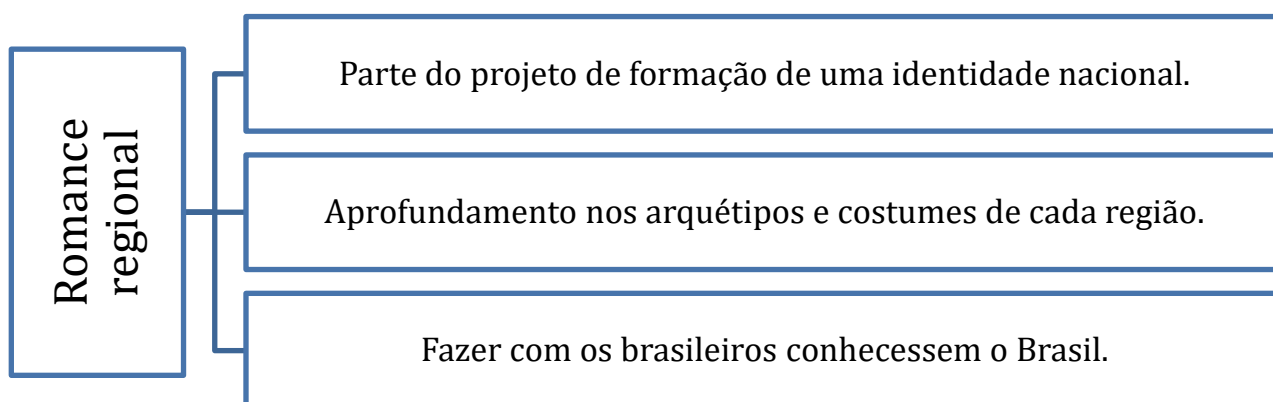 Romance
regional
Parte do projeto de formação de uma identidade nacional.
Aprofundamento nos arquétipos e costumes de cada região.
Fazer com os brasileiros conhecessem o Brasil.